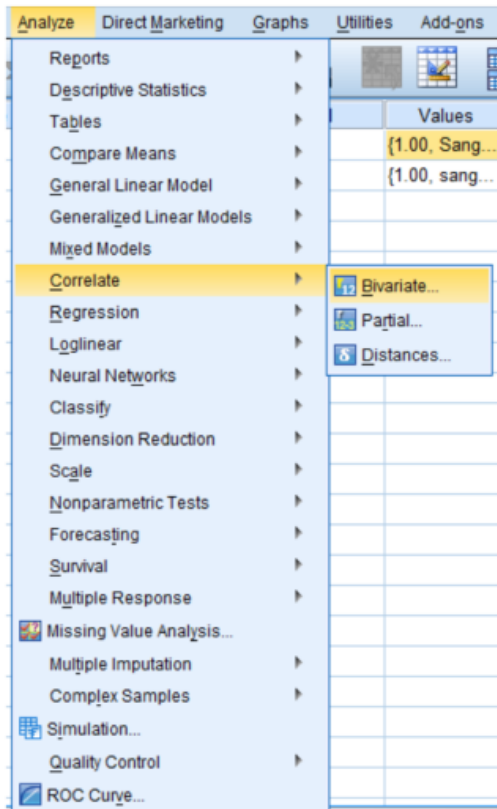 Analyze Direct Marketing Graphs Utilities Add-ons
Values
{1.00, Sang...
{1.00, sang...
Reports
Descriptive Statistics
Tables
Compare Means
General Linear Model
Generalized Linear Models
Mixed Models
Correlate
Regression
Loglinear
Neural Networks
Classify
Dimension Reduction
Scale
Nonparametric Tests
Forecasting
Survival
Multiple Response
Missing Value Analysis...
Multiple Imputation
Complex Samples
Simulation...
Quality Control
ROC Curve...
Bivariate...
Partial...
Distances...